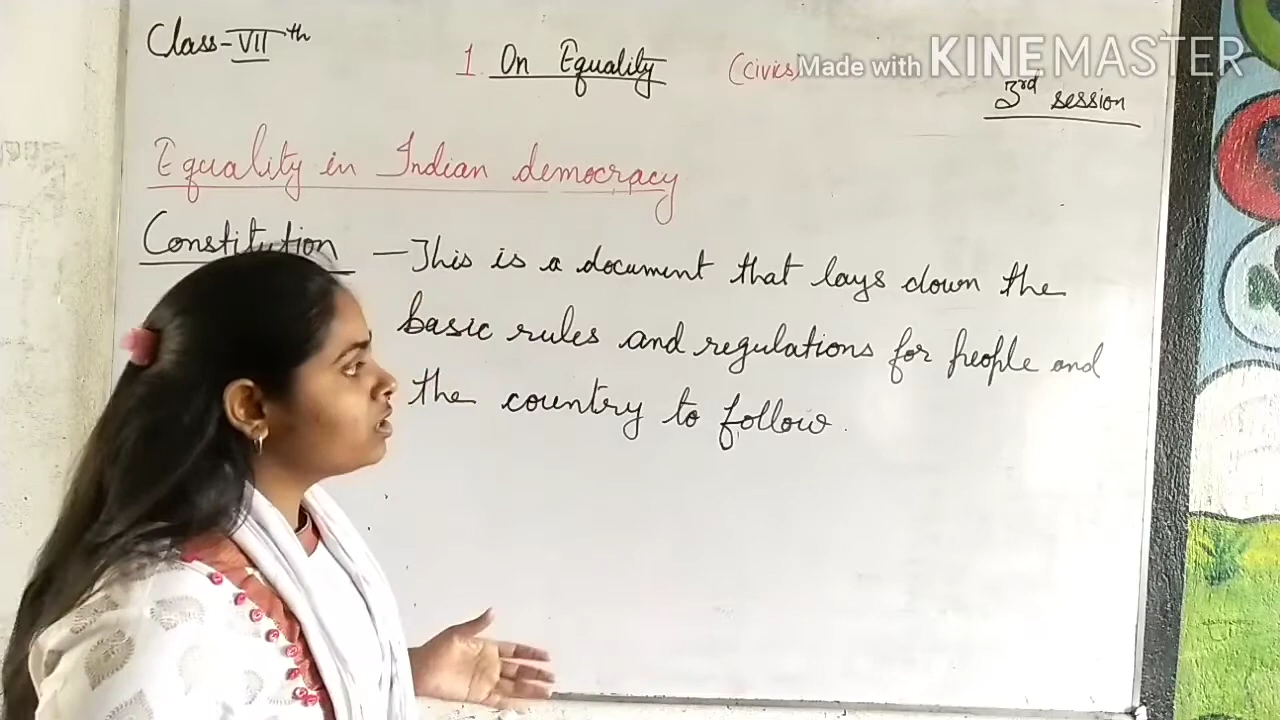 Class-VIIth
1. On Equality (Civics)
Made with KINEMASTER
3rd session
Equality in Indian democracy
Constitution - This is a document that lays down the
basic rules and regulations for people and
the country to follow.